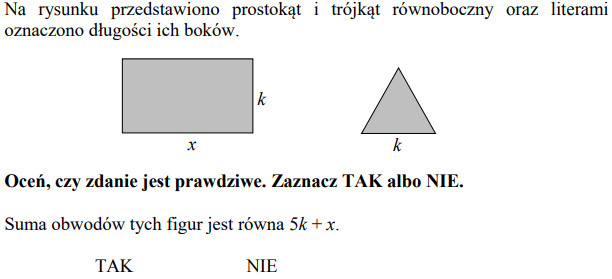 Na rysunku przedstawiono prostokąt i trójkąt równoboczny oraz literami
oznaczono długości ich boków.
k
x
k
Oceń, czy zdanie jest prawdziwe. Zaznacz TAK albo NIE.
Suma obwodów tych figur jest równa 5k + x.
TAK NIE